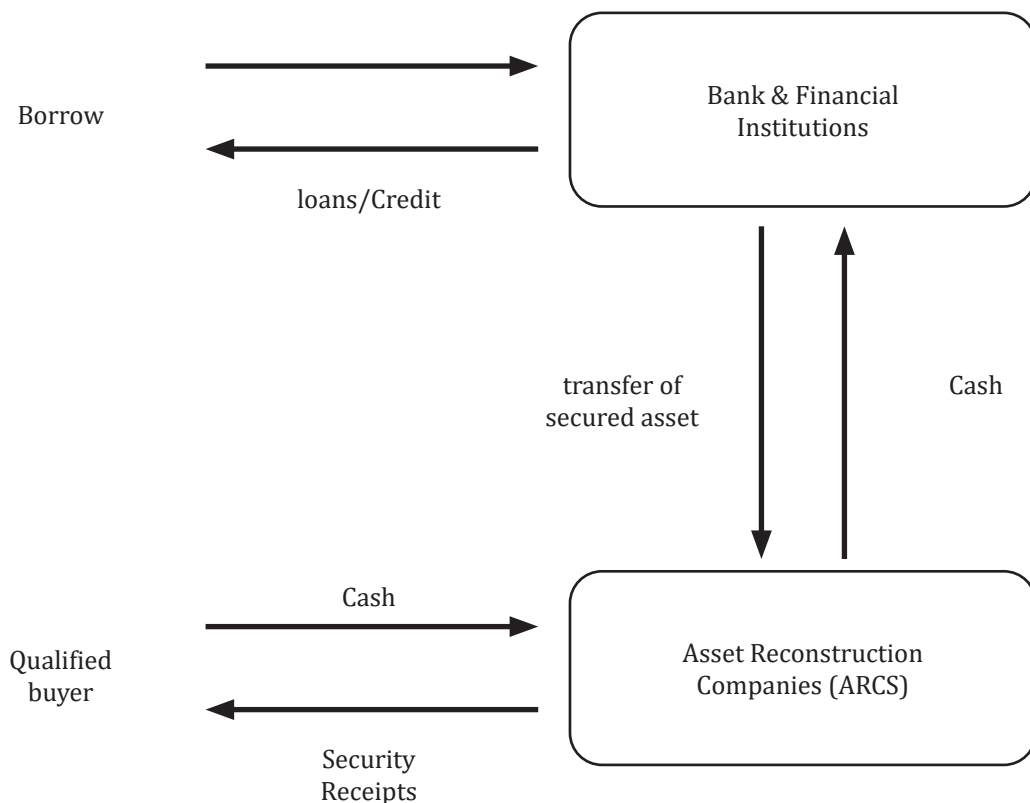 Bank & Financial
Institutions
Borrow
loans/Credit
transfer of
secured asset
Cash
Cash
Qualified
buyer
Asset Reconstruction
Companies (ARCS)
Security
Receipts